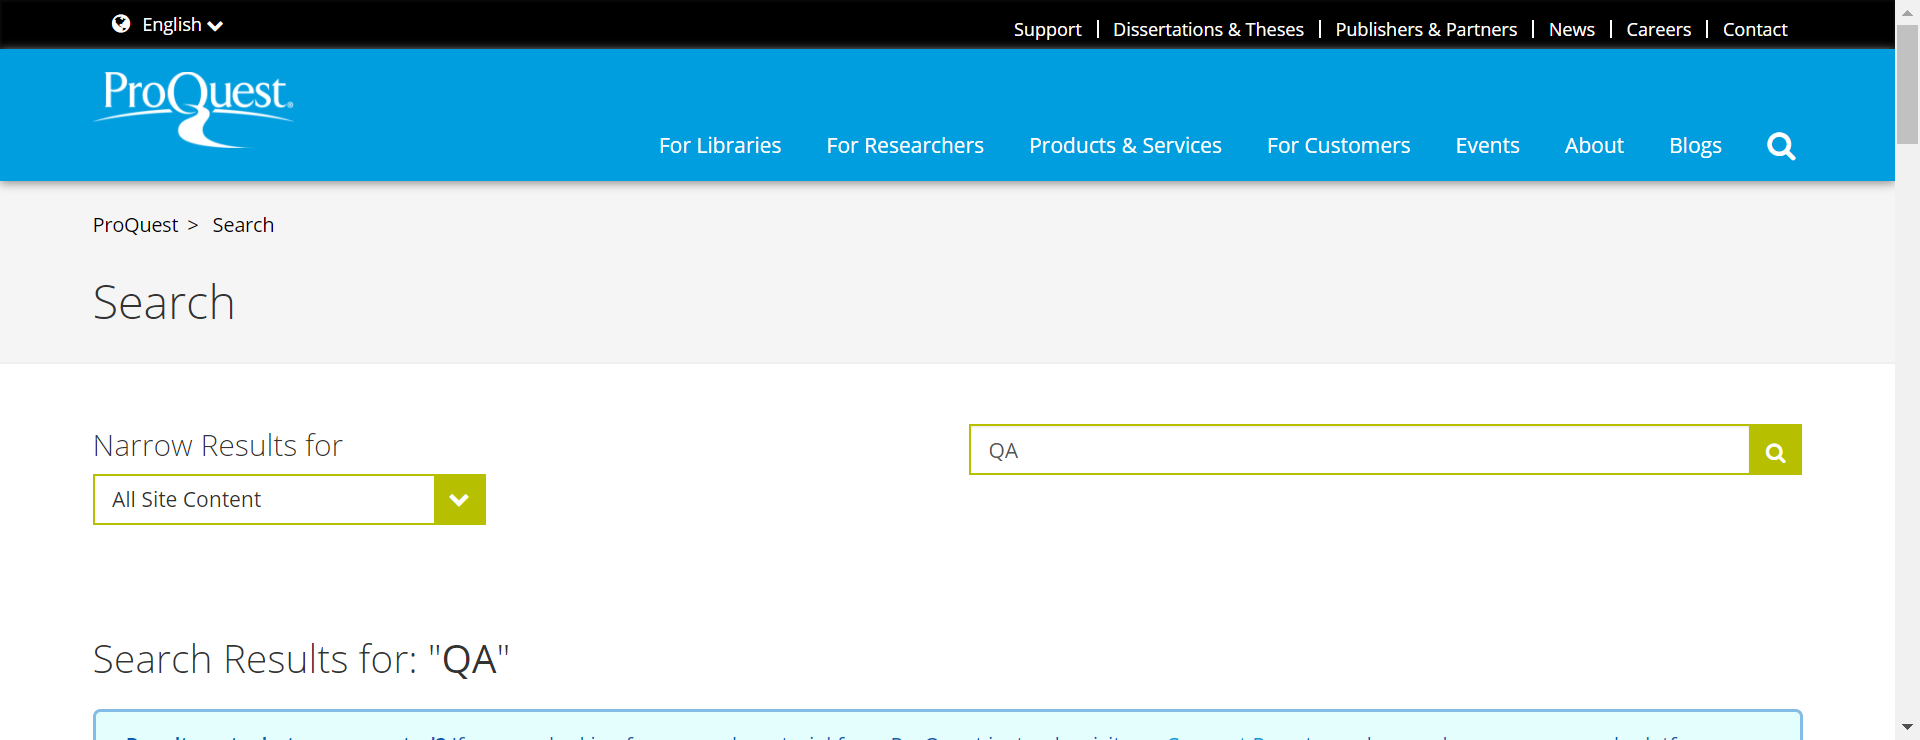 English
Support | Dissertations & Theses | Publishers & Partners | News | Careers | Contact
ProQuest
For Libraries For Researchers Products & Services For Customers Events About Blogs
ProQuest > Search
Search
Narrow Results for
QA
All Site Content
Search Results for: "QA"